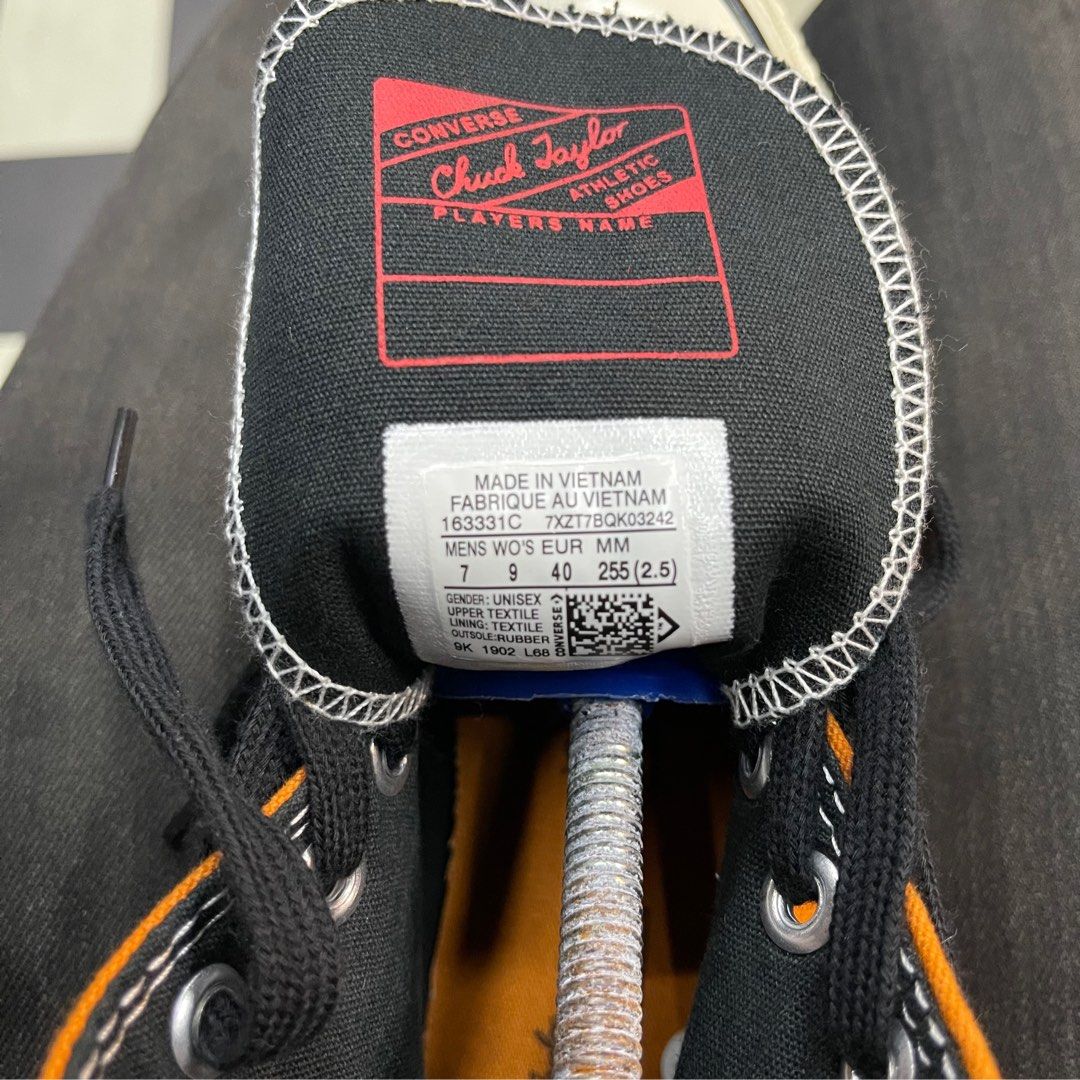 CONVERSE
Chuck Taylor
ATHLETIC
SHOES
PLAYERS NAME
MADE IN VIETNAM
FABRIQUE AU VIETNAM
163331C 7XZT7BQK03242
MENS WO'S EUR MM
7 9 40 255(2.5)
GENDER: UNISEX
UPPER TEXTILE
LINING: TEXTILE
OUTSOLE:RUBBER
9K 1902 L68
CONVERSE